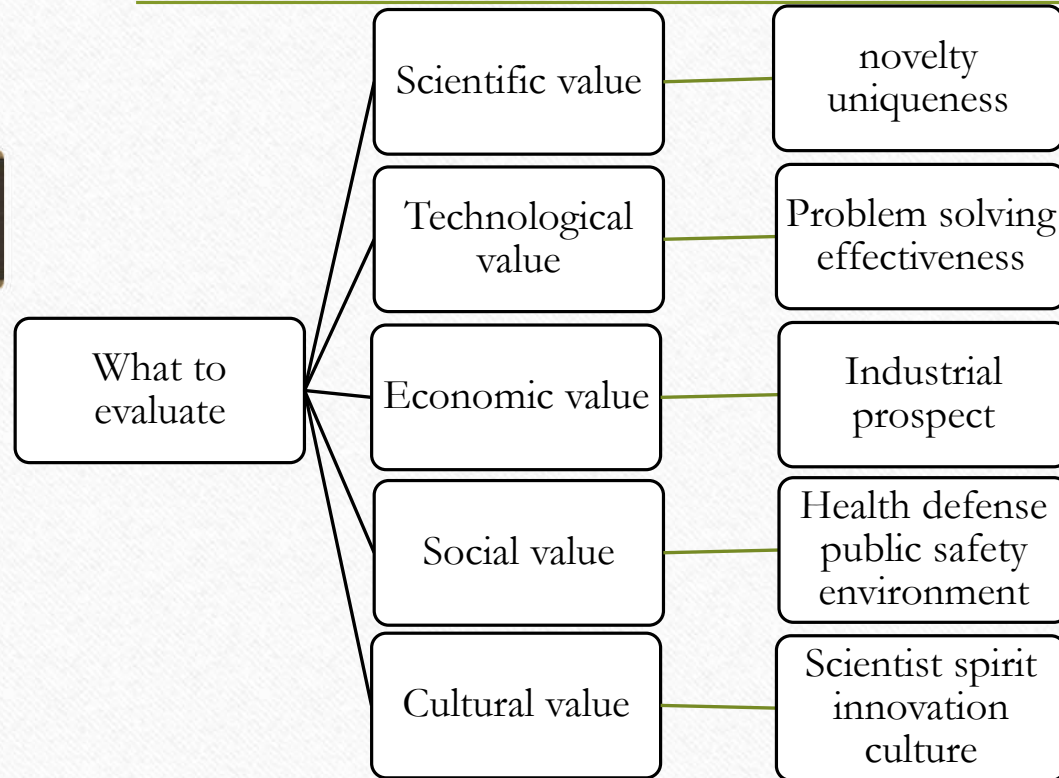 What to
evaluate
Scientific value
novelty
uniqueness
Technological
value
Problem solving
effectiveness
Economic value
Industrial
prospect
Social value
Health defense
public safety
environment
Cultural value
Scientist spirit
innovation
culture